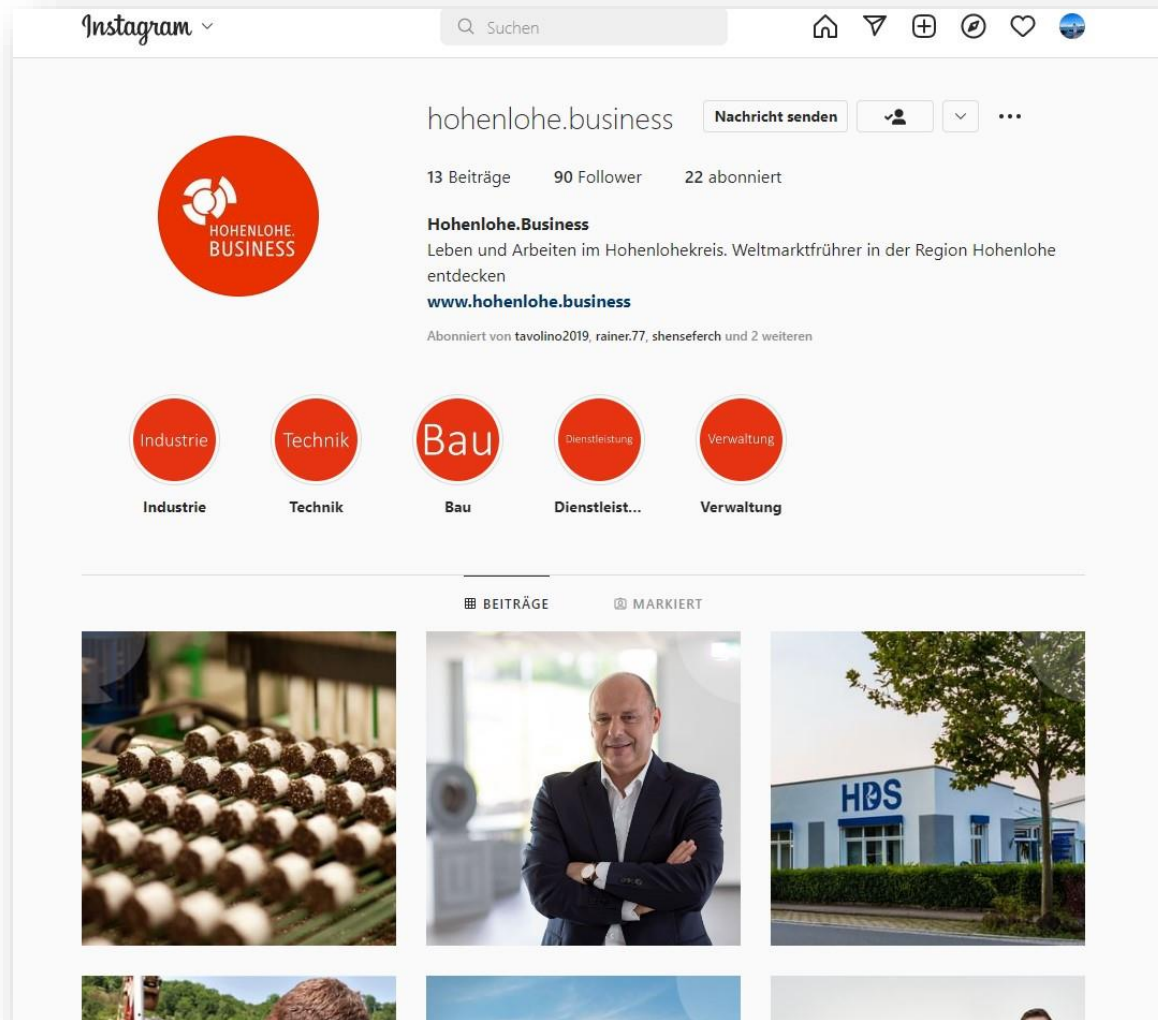 Instagram
Suchen
hohenlohe.business
Nachricht senden
13 Beiträge 90 Follower 22 abonniert
HOHENLOHE.
BUSINESS
Hohenlohe.Business
Leben und Arbeiten im Hohenlohekreis. Weltmarktfrührer in der Region Hohenlohe
entdecken
www.hohenlohe.business
Abonniert von tavolino2019, rainer.77, shenseferch und 2 weiteren
Industrie Technik Bau Dienstleistung Verwaltung
Industrie Technik Bau Dienstleist... Verwaltung
BEITRÄGE MARKIERT
HDS